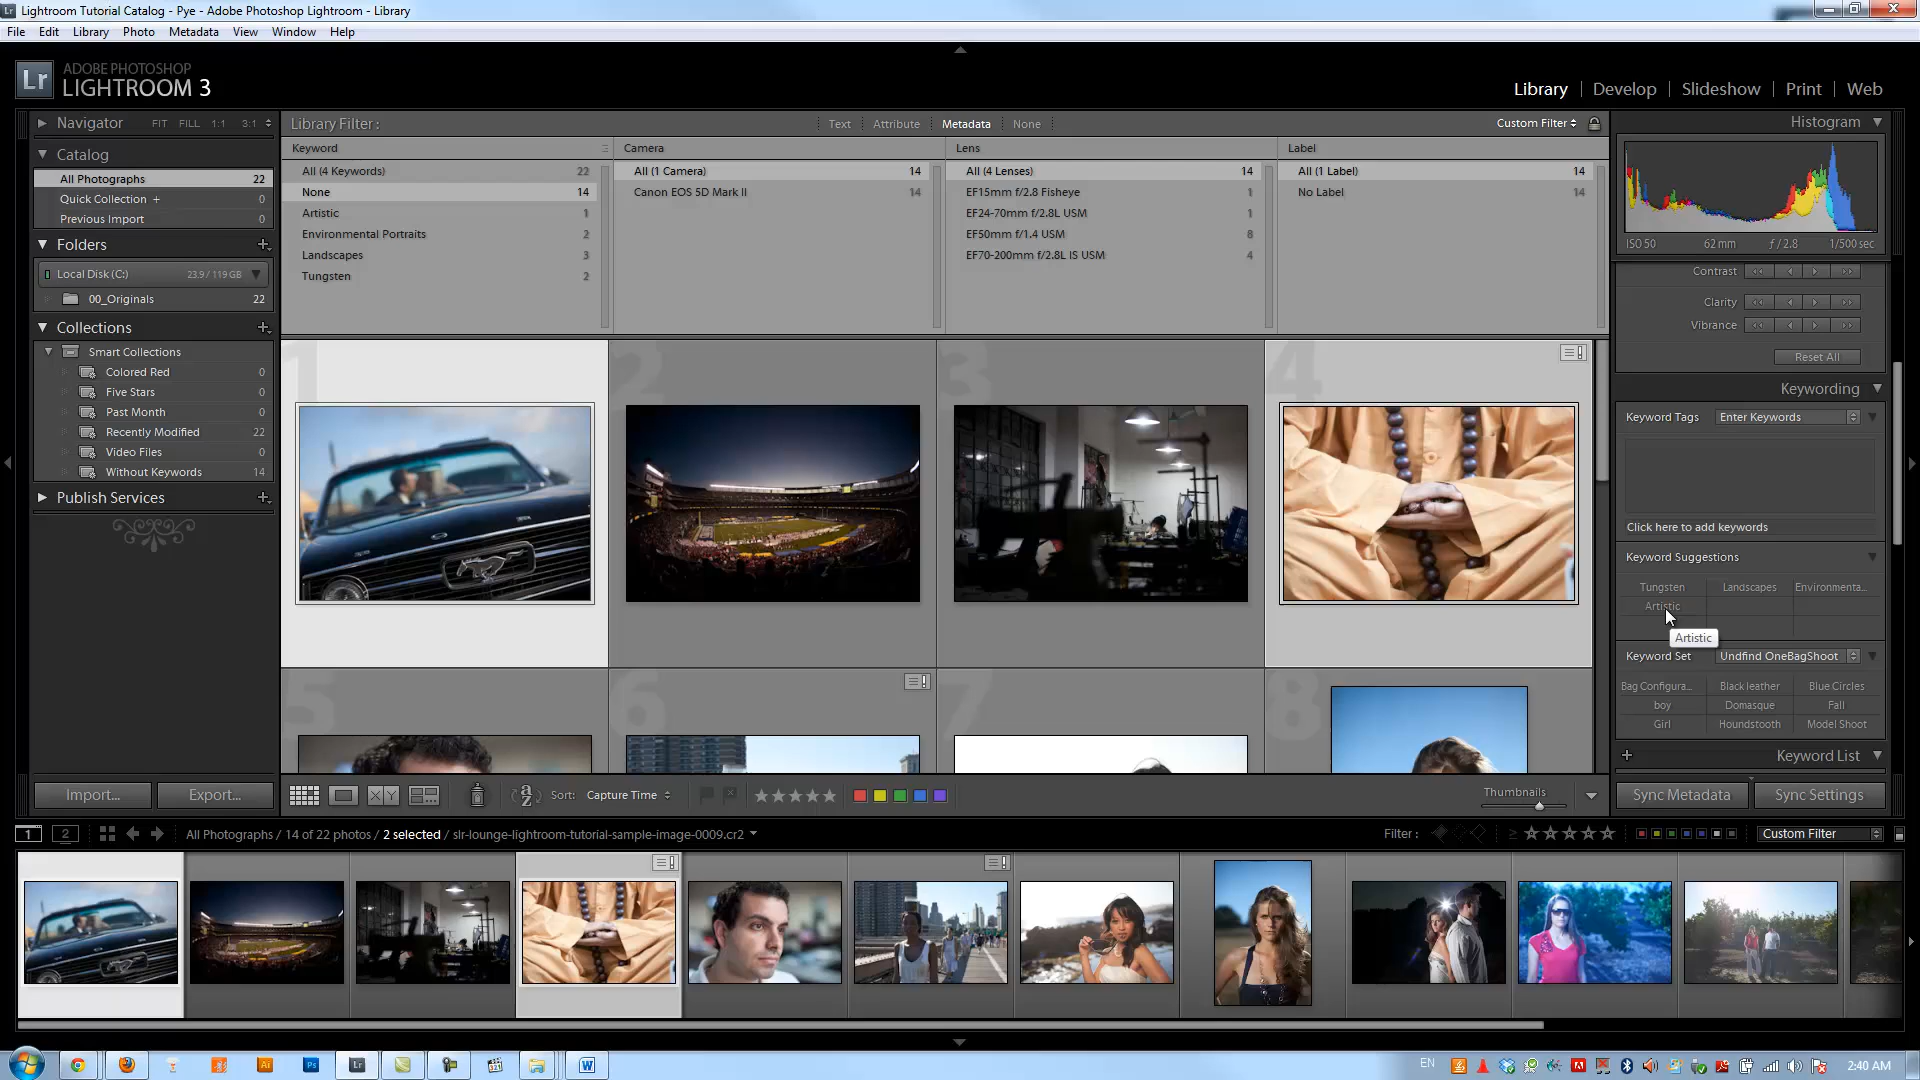 Lightroom Tutorial Catalog - Pye - Adobe Photoshop Lightroom - Library
File Edit Library Photo Metadata View Window Help
Lr ADOBE PHOTOSHOP
LIGHTROOM 3
Library | Develop | Slideshow | Print | Web
Navigator FIT FILL 1:1 3:1
Catalog
All Photographs 22
Quick Collection + 0
Previous Import 0
Folders
Local Disk (C:) 23.9 / 119 GB
00_Originals 22
Collections
Smart Collections
Colored Red 0
Five Stars 0
Past Month 0
Recently Modified 22
Video Files 0
Without Keywords 14
Publish Services
Import... Export...
Library Filter : Text Attribute Metadata None Custom Filter
Keyword Camera Lens Label
All (4 Keywords) 22
None 14
Artistic 1
Environmental Portraits 2
Landscapes 3
Tungsten 2
All (1 Camera) 14
Canon EOS 5D Mark II 14
All (4 Lenses) 14
EF15mm f/2.8 Fisheye 1
EF24-70mm f/2.8L USM 1
EF50mm f/1.4 USM 8
EF70-200mm f/2.8L IS USM 4
All (1 Label) 14
No Label 14
1 2 3 4
5 6 7 8
Sort: Capture Time
Thumbnails
Histogram
ISO 50 62 mm f / 2.8 1/500 sec
Contrast
Clarity
Vibrance
Reset All
Keywording
Keyword Tags Enter Keywords
Click here to add keywords
Keyword Suggestions
Tungsten Landscapes Environmenta...
Artistic
Artistic
Keyword Set Undfind OneBagShoot
Bag Configura... Black leather Blue Circles
boy Domasque Fall
Girl Houndstooth Model Shoot
Keyword List
Sync Metadata Sync Settings
1 2 All Photographs / 14 of 22 photos / 2 selected / slr-lounge-lightroom-tutorial-sample-image-0009.cr2 Filter : Custom Filter
EN 2:40 AM